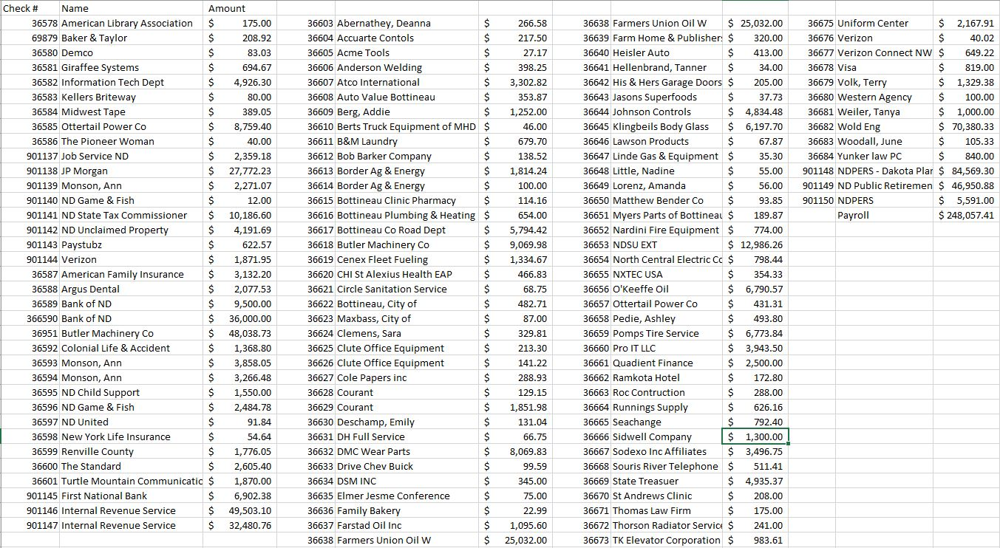 Check # Name Amount
36578 American Library Association $ 175.00 36603 Abernathey, Deanna $ 266.58 36638 Farmers Union Oil W $ 25,032.00 36675 Uniform Center $ 2,167.91
69879 Baker & Taylor $ 208.92 36604 Accuarte Contols $ 217.50 36639 Farm Home & Publishers $ 320.00 36676 Verizon $ 40.02
36580 Demco $ 83.03 36605 Acme Tools $ 27.17 36640 Heisler Auto $ 413.00 36677 Verizon Connect NW $ 649.22
36581 Giraffee Systems $ 694.67 36606 Anderson Welding $ 398.25 36641 Hellenbrand, Tanner $ 34.00 36678 Visa $ 819.00
36582 Information Tech Dept $ 4,926.30 36607 Atco International $ 3,302.82 36642 His & Hers Garage Doors $ 205.00 36679 Volk, Terry $ 1,329.38
36583 Kellers Briteway $ 80.00 36608 Auto Value Bottineau $ 353.87 36643 Jasons Superfoods $ 37.73 36680 Western Agency $ 100.00
36584 Midwest Tape $ 389.05 36609 Berg, Addie $ 1,252.00 36644 Johnson Controls $ 4,834.48 36681 Weiler, Tanya $ 1,000.00
36585 Ottertail Power Co $ 8,759.40 36610 Berts Truck Equipment of MHD $ 46.00 36645 Klingbeils Body Glass $ 6,197.70 36682 Wold Eng $ 70,380.33
36586 The Pioneer Woman $ 40.00 36611 B&M Laundry $ 679.70 36646 Lawson Products $ 67.87 36683 Woodall, June $ 105.33
901137 Job Service ND $ 2,359.18 36612 Bob Barker Company $ 138.52 36647 Linde Gas & Equipment $ 35.30 36684 Yunker law PC $ 840.00
901138 JP Morgan $ 27,772.23 36613 Border Ag & Energy $ 1,814.24 36648 Little, Nadine $ 55.00 901148 NDPERS - Dakota Plan $ 84,569.30
901139 Monson, Ann $ 2,271.07 36614 Border Ag & Energy $ 100.00 36649 Lorenz, Amanda $ 56.00 901149 ND Public Retiremen $ 46,950.88
901140 ND Game & Fish $ 12.00 36615 Bottineau Clinic Pharmacy $ 114.16 36650 Matthew Bender Co $ 93.85 901150 NDPERS $ 5,591.00
901141 ND State Tax Commissioner $ 10,186.60 36616 Bottineau Plumbing & Heating $ 654.00 36651 Myers Parts of Bottineau $ 189.87 Payroll $ 248,057.41
901142 ND Unclaimed Property $ 4,191.69 36617 Bottineau Co Road Dept $ 5,794.42 36652 Nardini Fire Equipment $ 774.00
901143 Paystubz $ 622.57 36618 Butler Machinery Co $ 9,069.98 36653 NDSU EXT $ 12,986.26
901144 Verizon $ 1,871.95 36619 Cenex Fleet Fueling $ 1,334.67 36654 North Central Electric Co $ 798.44
36587 American Family Insurance $ 3,132.20 36620 CHI St Alexius Health EAP $ 466.83 36655 NXTEC USA $ 354.33
36588 Argus Dental $ 2,077.53 36621 Circle Sanitation Service $ 68.75 36656 O'Keeffe Oil $ 6,790.57
36589 Bank of ND $ 9,500.00 36622 Bottineau, City of $ 482.71 36657 Ottertail Power Co $ 431.31
366590 Bank of ND $ 36,000.00 36623 Maxbass, City of $ 87.00 36658 Pedie, Ashley $ 493.80
36951 Butler Machinery Co $ 48,038.73 36624 Clemens, Sara $ 329.81 36659 Pomps Tire Service $ 6,773.84
36592 Colonial Life & Accident $ 1,368.80 36625 Clute Office Equipment $ 213.30 36660 Pro IT LLC $ 3,943.50
36593 Monson, Ann $ 3,858.05 36626 Clute Office Equipment $ 141.22 36661 Quadient Finance $ 2,500.00
36594 Monson, Ann $ 3,266.48 36627 Cole Papers inc $ 288.93 36662 Ramkota Hotel $ 172.80
36595 ND Child Support $ 1,550.00 36628 Courant $ 129.15 36663 Roc Contruction $ 288.00
36596 ND Game & Fish $ 2,484.78 36629 Courant $ 1,851.98 36664 Runnings Supply $ 626.16
36597 ND United $ 91.84 36630 Deschamp, Emily $ 131.04 36665 Seachange $ 792.40
36598 New York Life Insurance $ 54.64 36631 DH Full Service $ 66.75 36666 Sidwell Company $ 1,300.00
36599 Renville County $ 1,776.05 36632 DMC Wear Parts $ 8,069.83 36667 Sodexo Inc Affiliates $ 3,496.75
36600 The Standard $ 2,605.40 36633 Drive Chev Buick $ 99.59 36668 Souris River Telephone $ 511.41
36601 Turtle Mountain Communicatic $ 1,870.00 36634 DSM INC $ 345.00 36669 State Treasuer $ 4,935.37
901145 First National Bank $ 6,902.38 36635 Elmer Jesme Conference $ 75.00 36670 St Andrews Clinic $ 208.00
901146 Internal Revenue Service $ 49,503.10 36636 Family Bakery $ 22.99 36671 Thomas Law Firm $ 175.00
901147 Internal Revenue Service $ 32,480.76 36637 Farstad Oil Inc $ 1,095.60 36672 Thorson Radiator Service $ 241.00
36638 Farmers Union Oil W $ 25,032.00 36673 TK Elevator Corporation $ 983.61